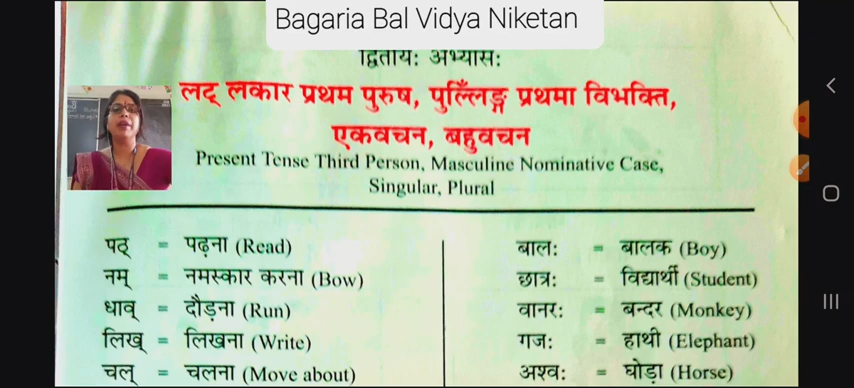 Bagaria Bal Vidya Niketan
द्वितीय: अभ्यास:
लट् लकार प्रथम पुरुष, पुल्लिँङ्ग प्रथमा विभक्ति,
एकवचन, बहुवचन
Present Tense Third Person, Masculine Nominative Case,
Singular, Plural
पठ् = पढ़ना (Read)
नम् = नमस्कार करना (Bow)
धाव् = दौड़ना (Run)
लिख् = लिखना (Write)
चल् = चलना (Move about)
बाल: = बालक (Boy)
छात्र: = विद्यार्थी (Student)
वानर: = बन्दर (Monkey)
गज: = हाथी (Elephant)
अश्व: = घोड़ा (Horse)